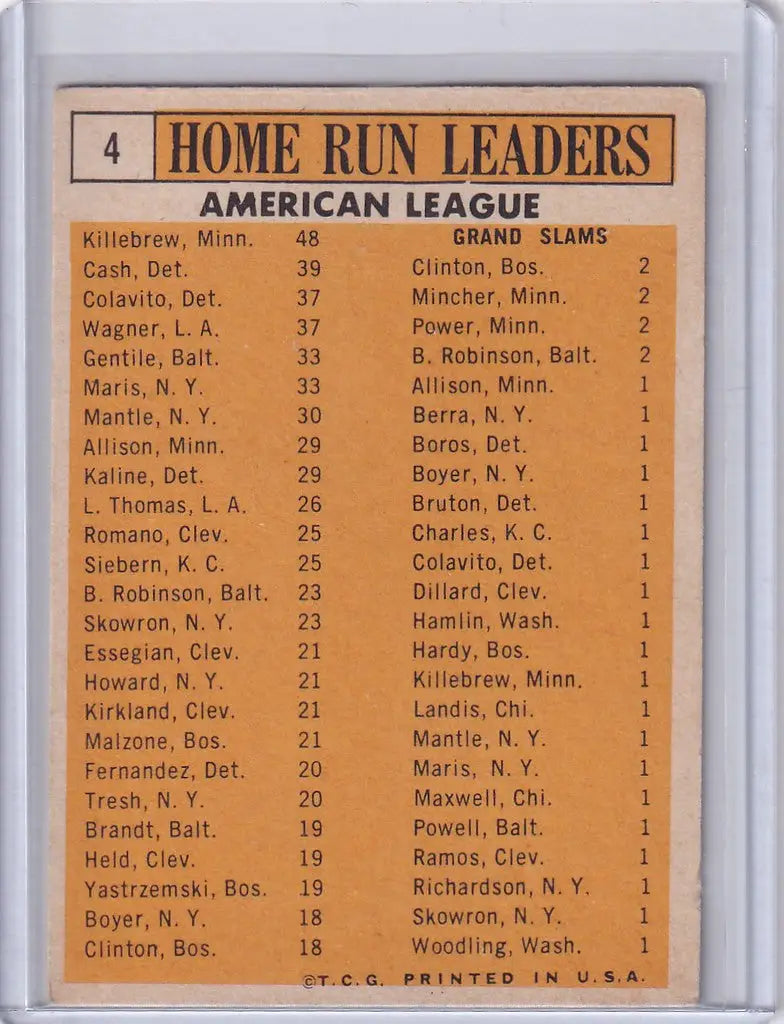 4
HOME RUN LEADERS
AMERICAN LEAGUE
Killebrew, Minn. 48
Cash, Det. 39
Colavito, Det. 37
Wagner, L. A. 37
Gentile, Balt. 33
Maris, N. Y. 33
Mantle, N. Y. 30
Allison, Minn. 29
Kaline, Det. 29
L. Thomas, L. A. 26
Romano, Clev. 25
Siebern, K. C. 25
B. Robinson, Balt. 23
Skowron, N. Y. 23
Essegian, Clev. 21
Howard, N. Y. 21
Kirkland, Clev. 21
Malzone, Bos. 21
Fernandez, Det. 20
Tresh, N. Y. 20
Brandt, Balt. 19
Held, Clev. 19
Yastrzemski, Bos. 19
Boyer, N. Y. 18
Clinton, Bos. 18
GRAND SLAMS
Clinton, Bos. 2
Mincher, Minn. 2
Power, Minn. 2
B. Robinson, Balt. 2
Allison, Minn. 1
Berra, N. Y. 1
Boros, Det. 1
Boyer, N. Y. 1
Bruton, Det. 1
Charles, K. C. 1
Colavito, Det. 1
Dillard, Clev. 1
Hamlin, Wash. 1
Hardy, Bos. 1
Killebrew, Minn. 1
Landis, Chi. 1
Mantle, N. Y. 1
Maris, N. Y. 1
Maxwell, Chi. 1
Powell, Balt. 1
Ramos, Clev. 1
Richardson, N. Y. 1
Skowron, N. Y. 1
Woodling, Wash. 1
©T.C.G. PRINTED IN U.S.A.